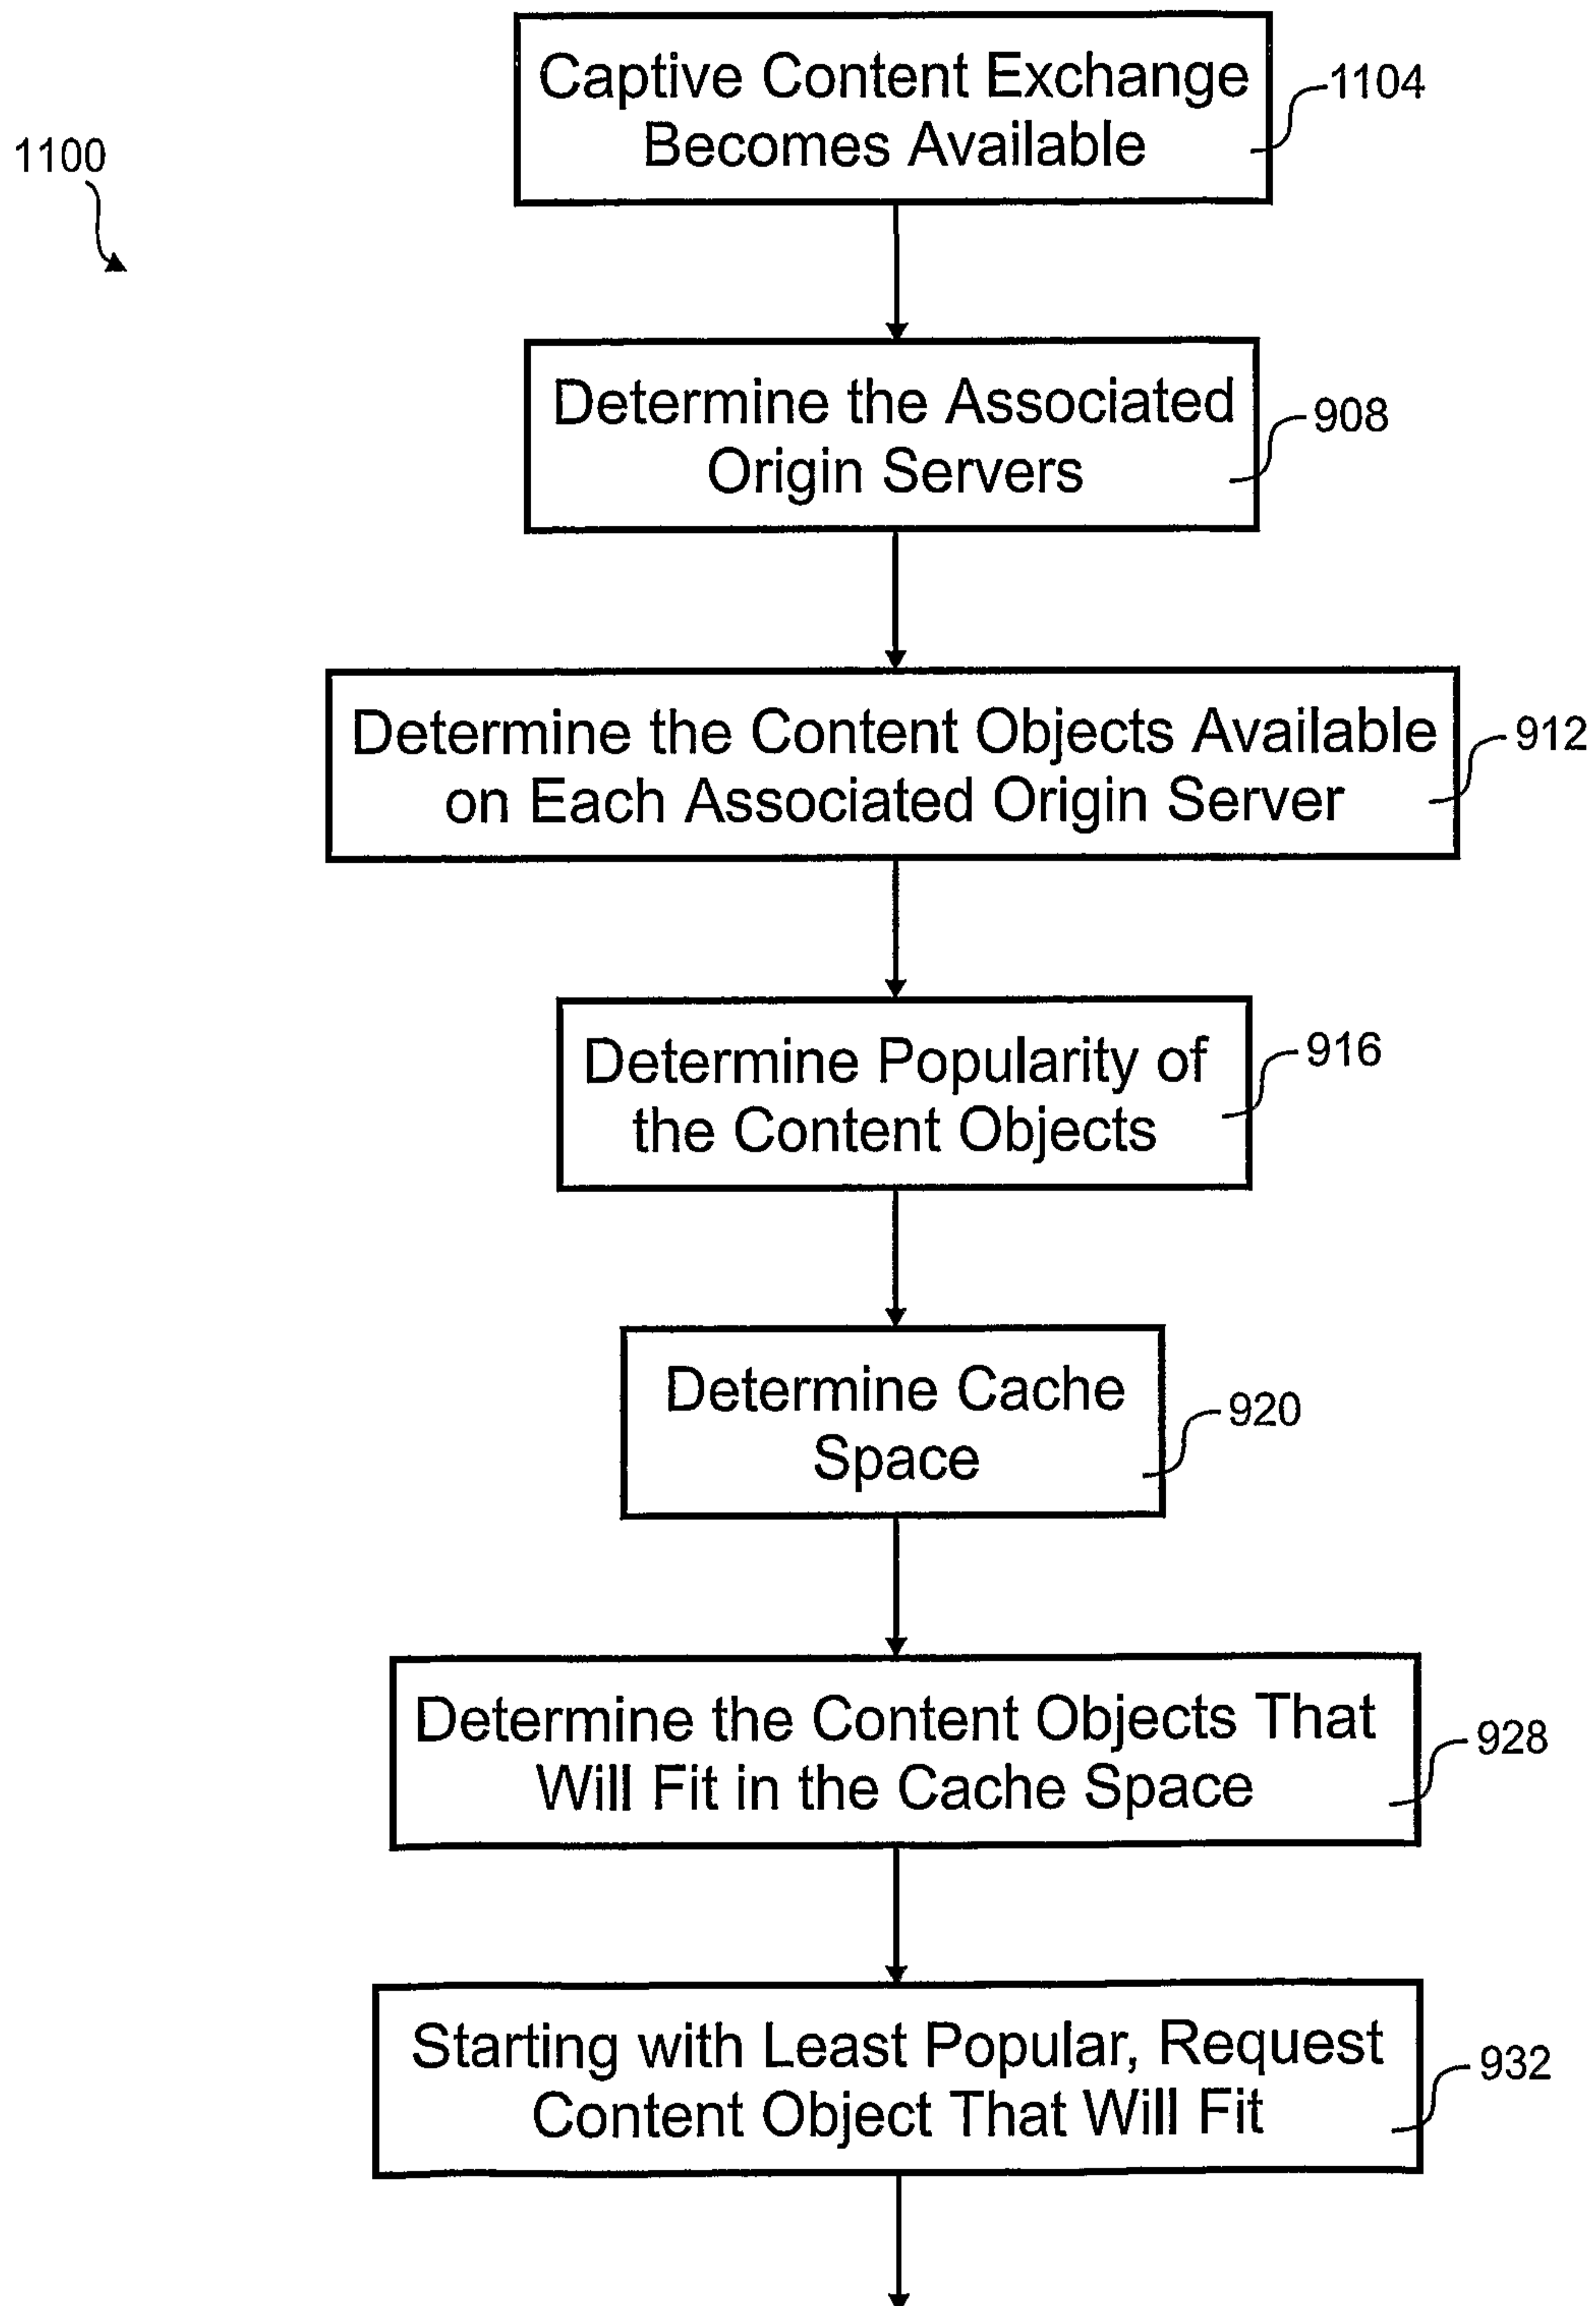 Captive Content Exchange
Becomes Available
1104
1100
Determine the Associated
Origin Servers
908
Determine the Content Objects Available
on Each Associated Origin Server
912
Determine Popularity of
the Content Objects
916
Determine Cache
Space
920
Determine the Content Objects That
Will Fit in the Cache Space
928
Starting with Least Popular, Request
Content Object That Will Fit
932